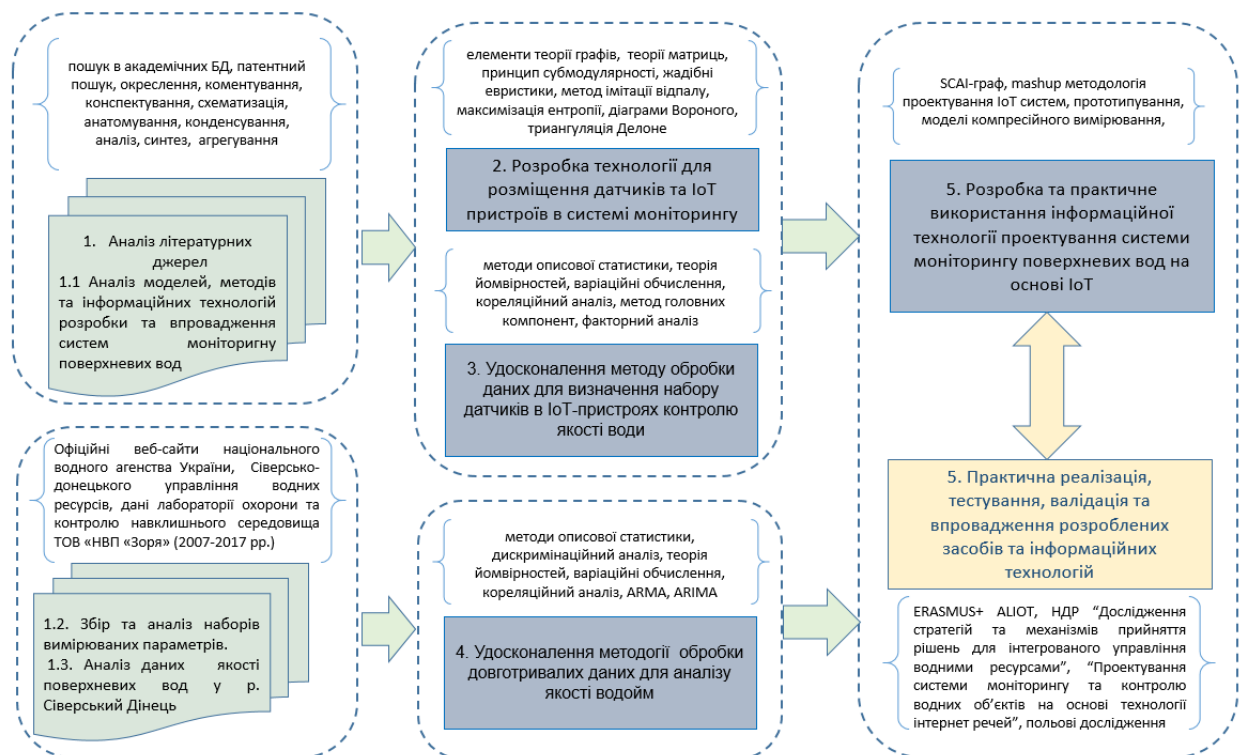 пошук в академічних БД, патентний
пошук, окреслення, коментування,
конспектування, схематизація,
анатомування, конденсування,
аналіз, синтез, агрегування
1. Аналіз літературних
джерел
1.1 Аналіз моделей, методів
та інформаційних технологій
розробки та впровадження
систем моніторигну
поверхневих вод
Офіційні веб-сайти національного
водного агенства України, Сіверсько-
донецького управління водних
ресурсів, дані лабораторії охорони та
контролю навклишнього середовища
ТОВ «НВП «Зоря» (2007-2017 рр.)
1.2. Збір та аналіз наборів
вимірюваних параметрів.
1.3. Аналіз даних якості
поверхневих вод у р.
Сіверський Дінець
елементи теорії графів, теорії матриць,
принцип субмодулярності, жадібні
евристики, метод імітації відпалу,
максимізація ентропії, діаграми Вороного,
триангуляція Делоне
2. Розробка технології для
розміщення датчиків та IoT
пристроїв в системі моніторингу
методи описової статистики, теорія
йомвірностей, варіаційні обчислення,
кореляційний аналіз, метод головних
компонент, факторний аналіз
3. Удосконалення методу обробки
даних для визначення набору
датчиків в IoT-пристроях контролю
якості води
методи описової статистики,
дискримінаційний аналіз, теорія
йомвірностей, варіаційні обчислення,
кореляційний аналіз, ARMA, ARIMA
4. Удосконалення методогії обробки
довготривалих даних для аналізу
якості водойм
SCAI-граф, mashup методологія
проектування IoT систем, прототипування,
моделі компресійного вимірювання,
5. Розробка та практичне
використання інформаційної
технології проектування системи
моніторингу поверхневих вод на
основі IoT
5. Практична реалізація,
тестування, валідація та
впровадження розроблених
засобів та інформаційних
технологій
ERASMUS+ ALIOT, НДР “Дослідження
стратегій та механізмів прийняття
рішень для інтегрованого управління
водними ресурсами”, “Проектування
системи моніторингу та контролю
водних об’єктів на основі технології
інтернет речей”, польові дослідження